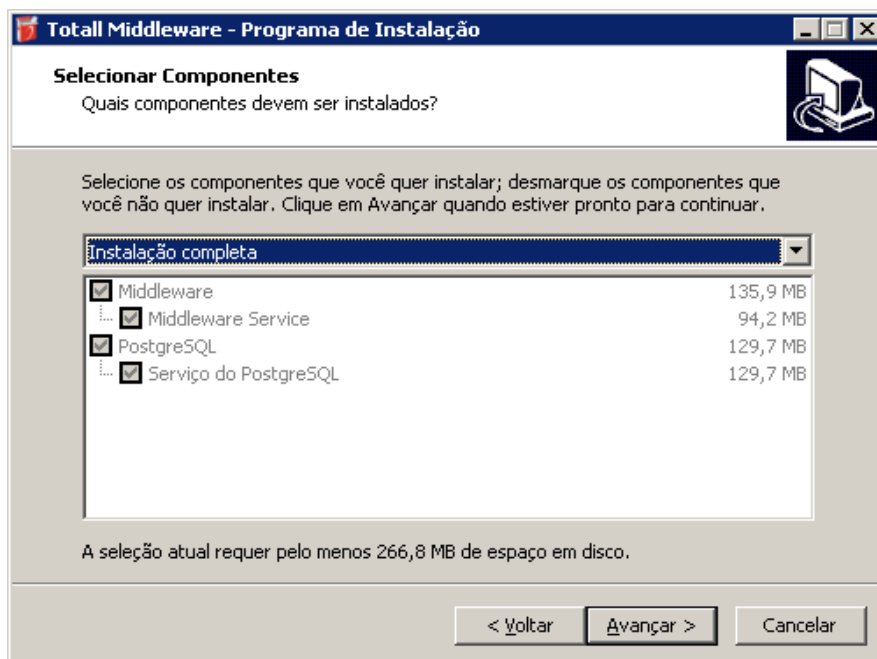 Totall Middleware - Programa de Instalação
Selecionar Componentes
Quais componentes devem ser instalados?
Selecione os componentes que você quer instalar; desmarque os componentes que
você não quer instalar. Clique em Avançar quando estiver pronto para continuar.
Instalação completa
Middleware 135,9 MB
Middleware Service 94,2 MB
PostgreSQL 129,7 MB
Serviço do PostgreSQL 129,7 MB
A seleção atual requer pelo menos 266,8 MB de espaço em disco.
< Voltar Avançar > Cancelar